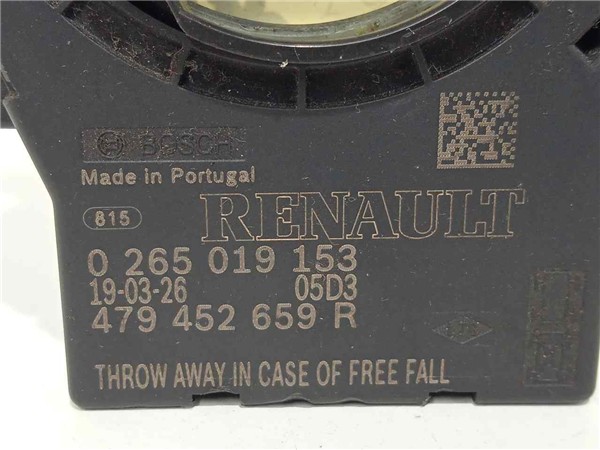 BOSCH
Made in Portugal
815
RENAULT
0 265 019 153
19-03-26 05D3
479 452 659 R
THROW AWAY IN CASE OF FREE FALL